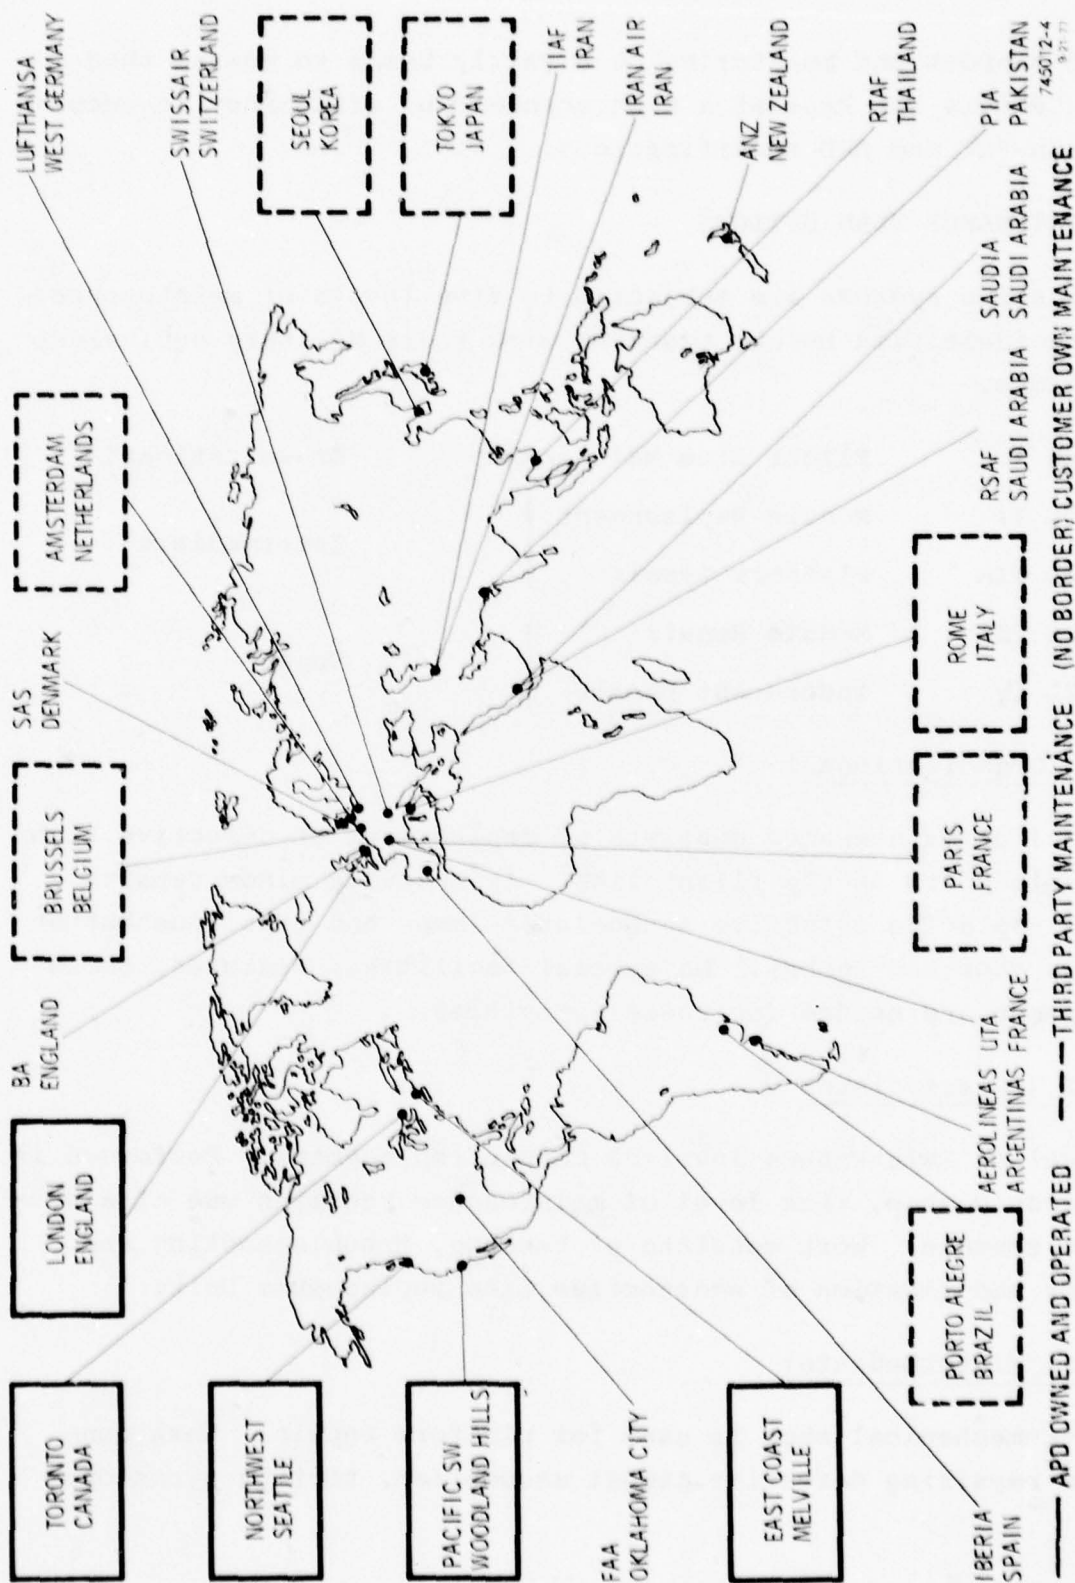 TORONTO
CANADA
LONDON
ENGLAND
BA
ENGLAND
BRUSSELS
BELGIUM
SAS
DENMARK
AMSTERDAM
NETHERLANDS
LUFTHANSA
WEST GERMANY
SWISSAIR
SWITZERLAND
SEOUL
KOREA
TOKYO
JAPAN
IIAF
IRAN
IRAN AIR
IRAN
ANZ
NEW ZEALAND
RTAF
THAILAND
PIA
PAKISTAN
SAUDIA
SAUDI ARABIA
RSAF
SAUDI ARABIA
ROME
ITALY
PARIS
FRANCE
UTA
FRANCE
AEROLINEAS
ARGENTINAS
PORTO ALEGRE
BRAZIL
IBERIA
SPAIN
EAST COAST
MELVILLE
FAA
OKLAHOMA CITY
PACIFIC SW
WOODLAND HILLS
NORTHWEST
SEATTLE
745012-4
9-21-77
—— APD OWNED AND OPERATED ---- THIRD PARTY MAINTENANCE (NO BORDER) CUSTOMER OWN MAINTENANCE